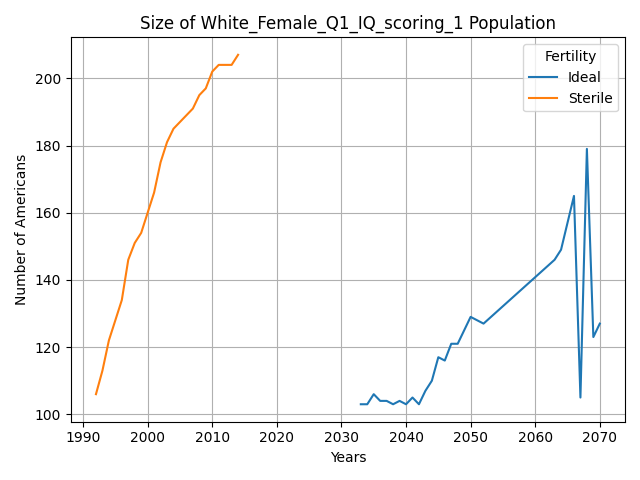 Size of White_Female_Q1_IQ_scoring_1 Population
Fertility
Ideal
Sterile
Number of Americans
200
180
160
140
120
100
1990 2000 2010 2020 2030 2040 2050 2060 2070
Years